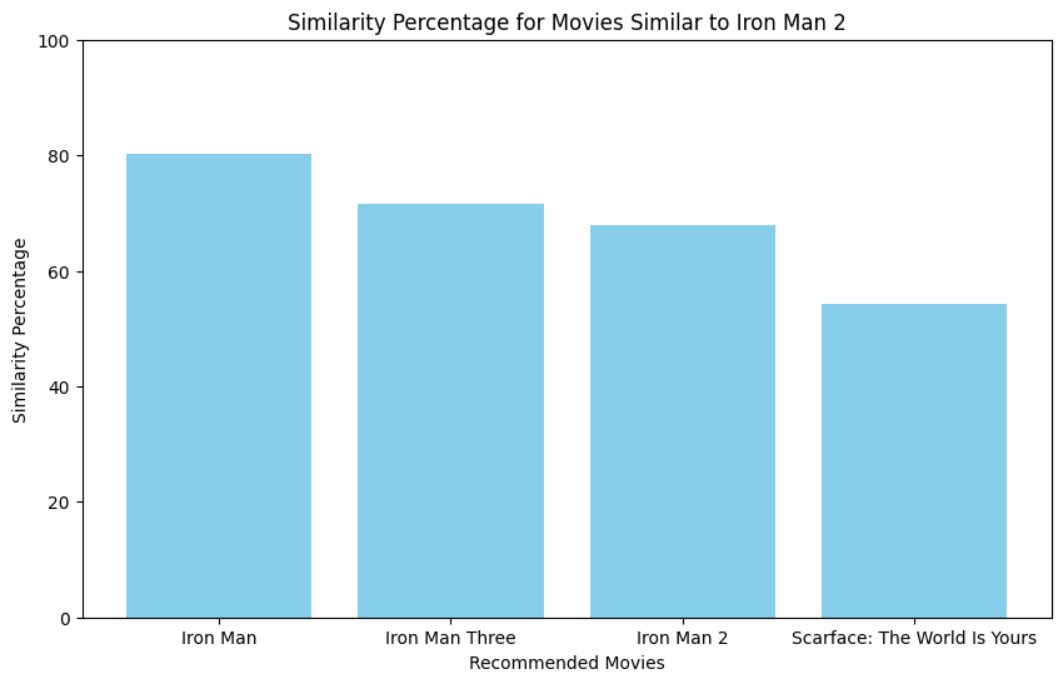 Similarity Percentage for Movies Similar to Iron Man 2
100
80
60
40
20
0
Similarity Percentage
Iron Man
Iron Man Three
Iron Man 2
Scarface: The World Is Yours
Recommended Movies